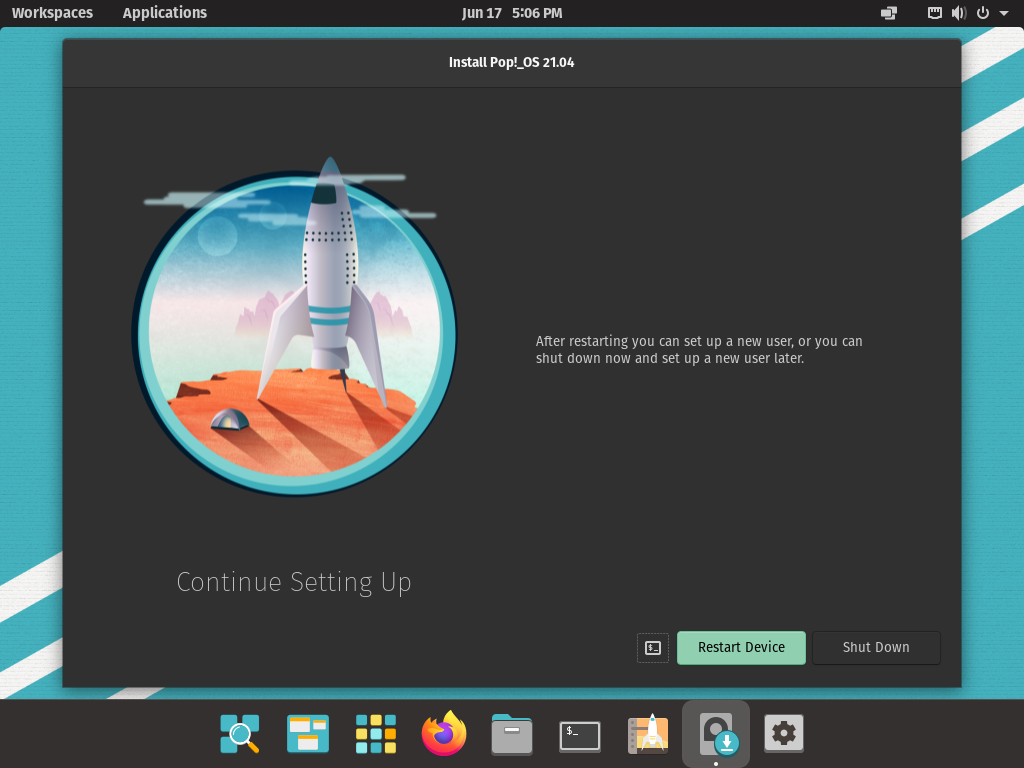 Workspaces Applications Jun 17 5:06 PM
Install Pop!_OS 21.04
After restarting you can set up a new user, or you can
shut down now and set up a new user later.
Continue Setting Up
$_ Restart Device Shut Down
$_